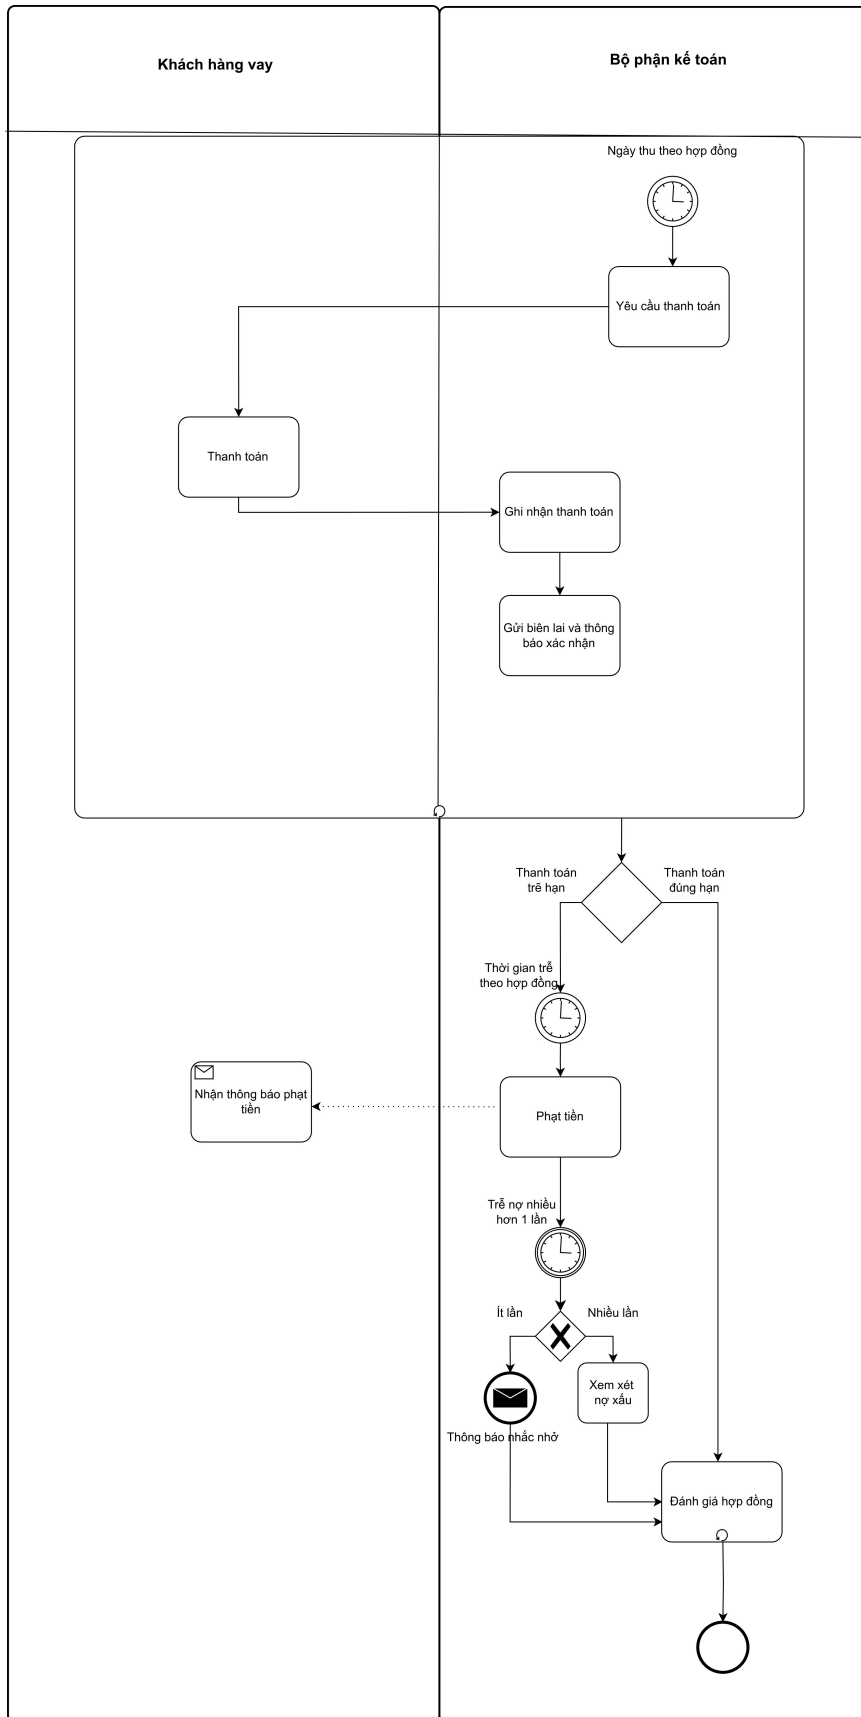 Khách hàng vay
Bộ phận kế toán
Ngày thu theo hợp đồng
Yêu cầu thanh toán
Thanh toán
Ghi nhận thanh toán
Gửi biên lai và thông
báo xác nhận
Thanh toán
trẽ hạn
Thanh toán
đúng hạn
Thời gian trễ
theo hợp đồng
Nhận thông báo phạt
tiền
Phạt tiền
Trễ nợ nhiều
hơn 1 lần
Ít lần
Nhiều lần
Xem xét
nợ xấu
Thông báo nhắc nhở
Đánh giá hợp đồng